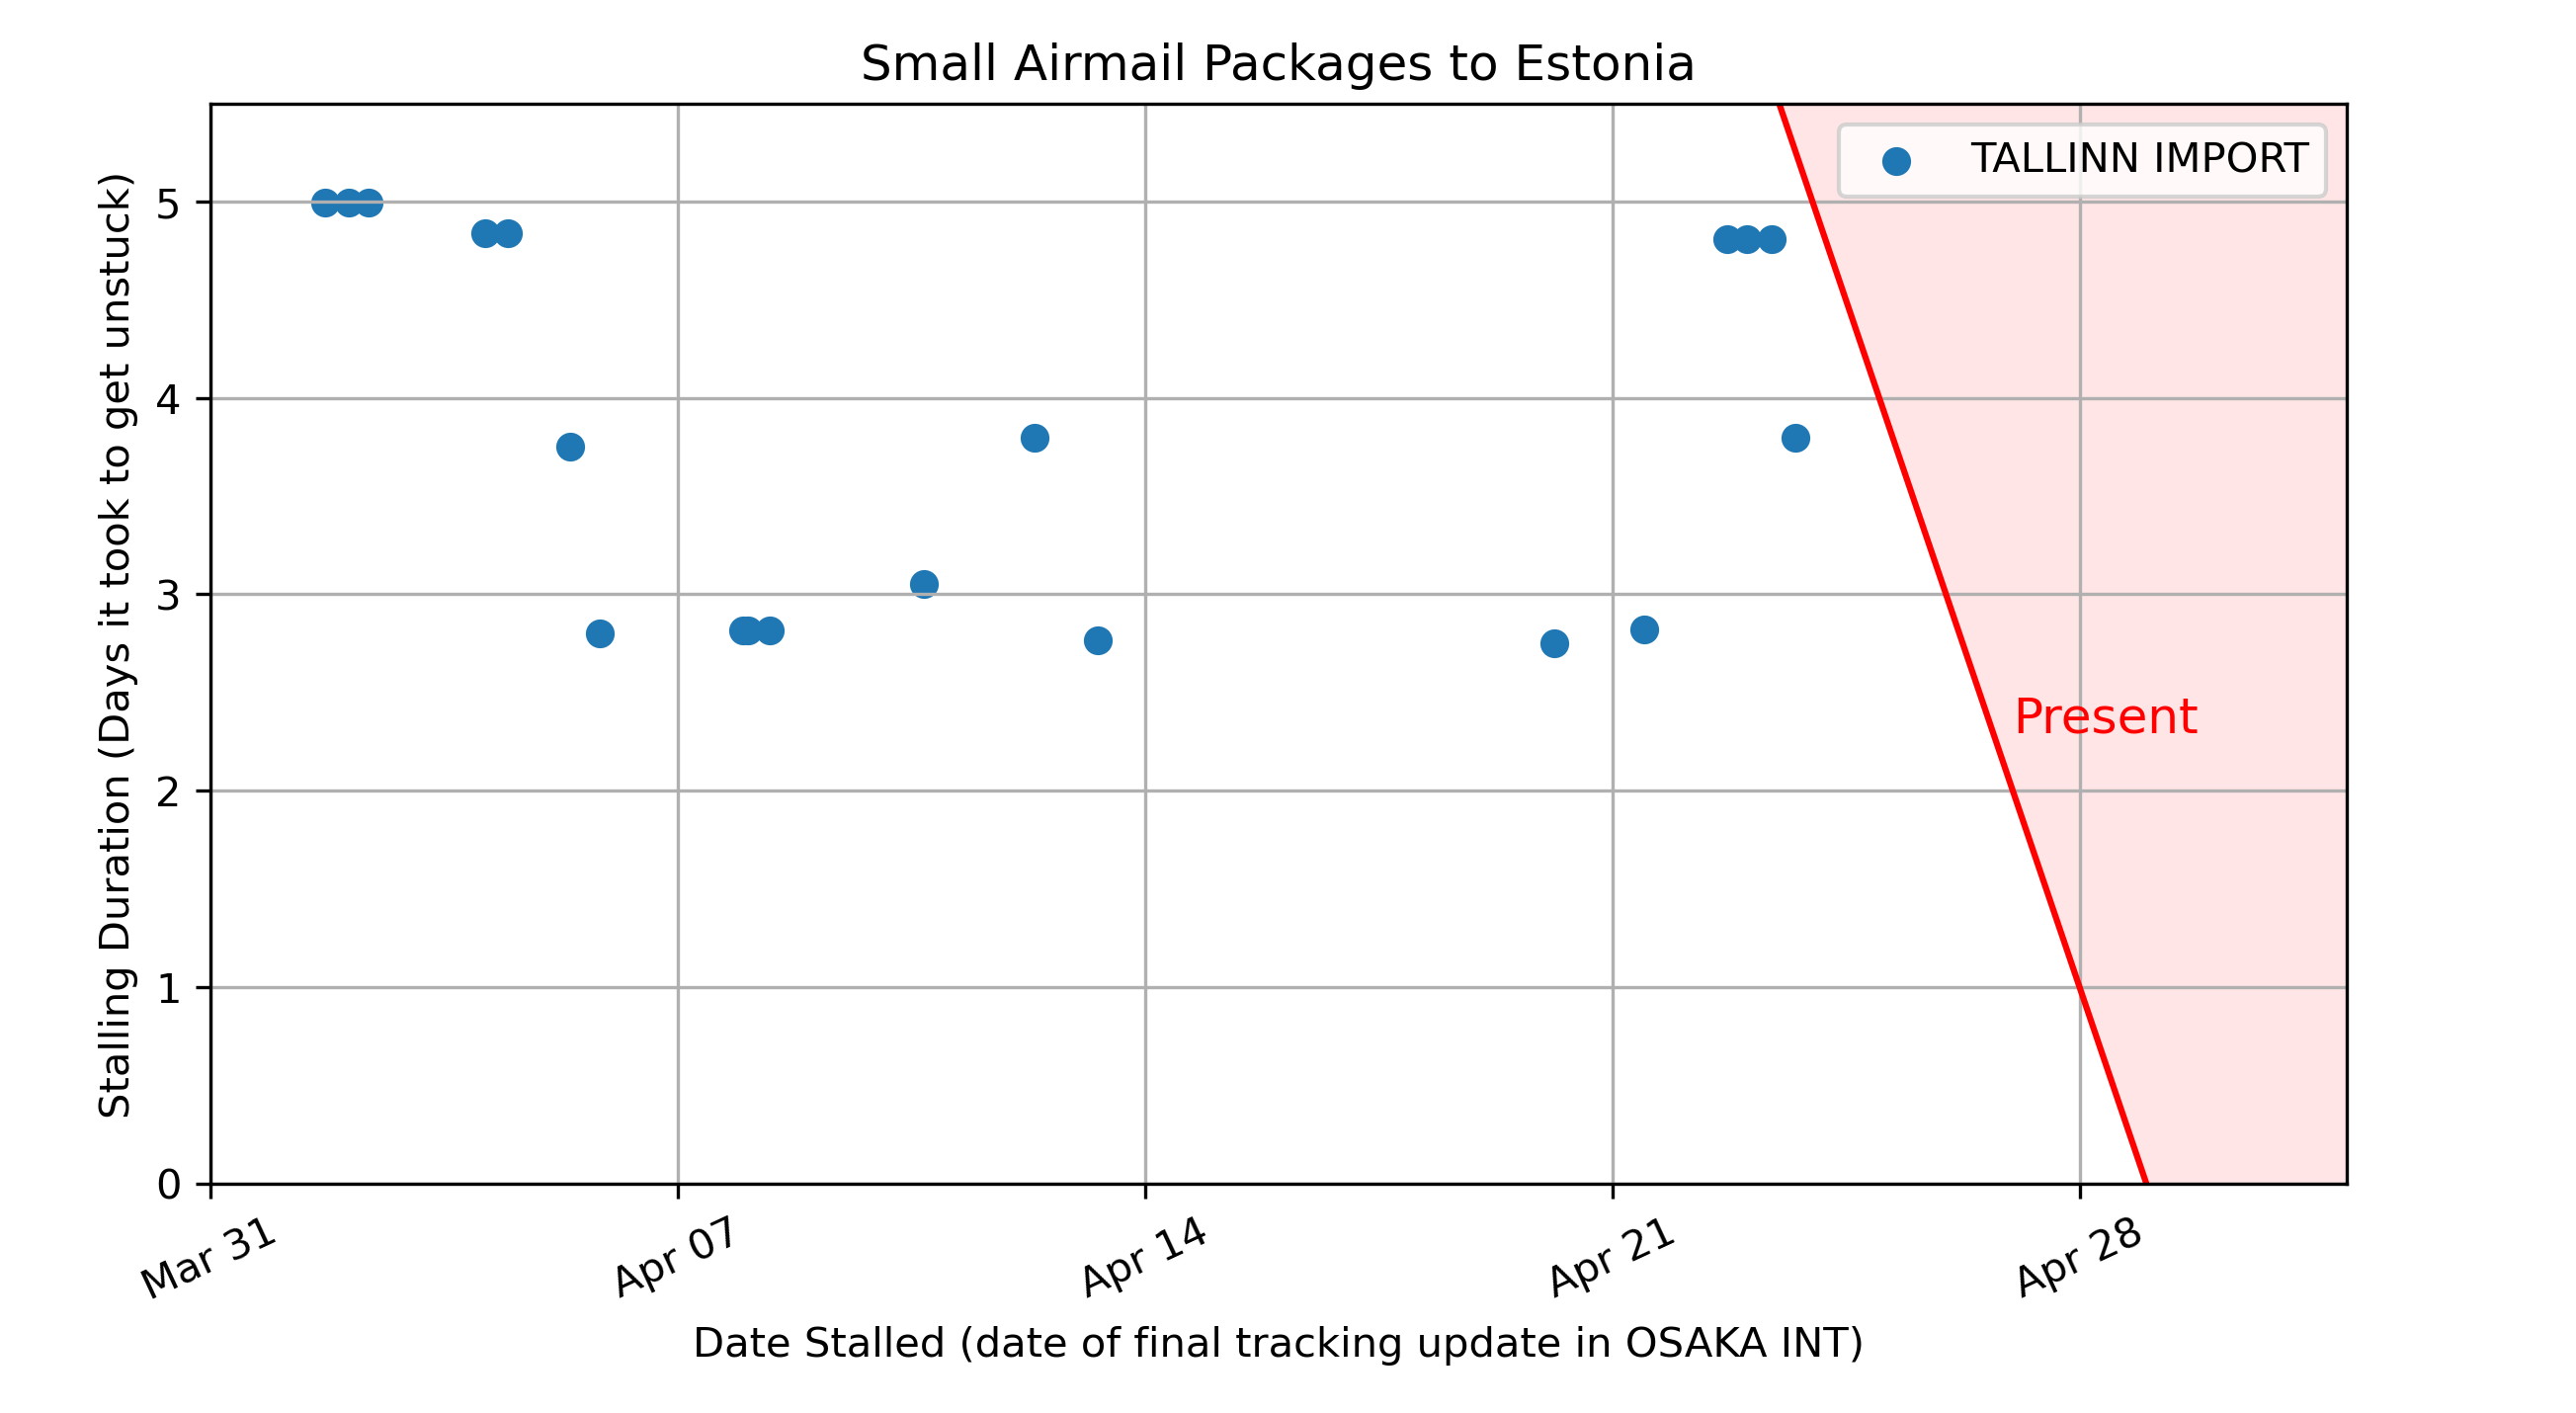 Small Airmail Packages to Estonia
TALLINN IMPORT
Stalling Duration (Days it took to get unstuck)
5
4
3
2
1
0
Present
Mar 31
Apr 07
Apr 14
Apr 21
Apr 28
Date Stalled (date of final tracking update in OSAKA INT)